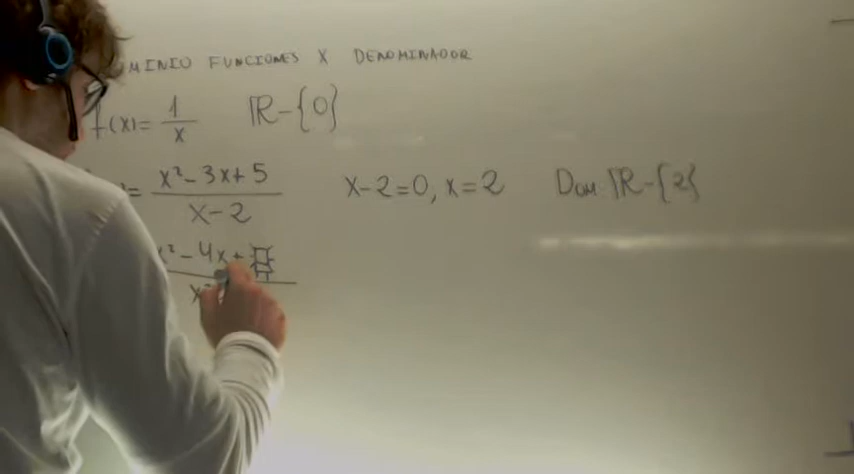 MINIO FUNCIONES X DENOMINADOR
f(x)= 1/x ℝ-{0}
= x²-3x+5/x-2 x-2=0, x=2 Dom ℝ-{2}
x²-4x+